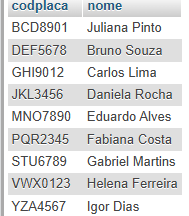 codplaca nome
BCD8901 Juliana Pinto
DEF5678 Bruno Souza
GHI9012 Carlos Lima
JKL3456 Daniela Rocha
MNO7890 Eduardo Alves
PQR2345 Fabiana Costa
STU6789 Gabriel Martins
VWX0123 Helena Ferreira
YZA4567 Igor Dias